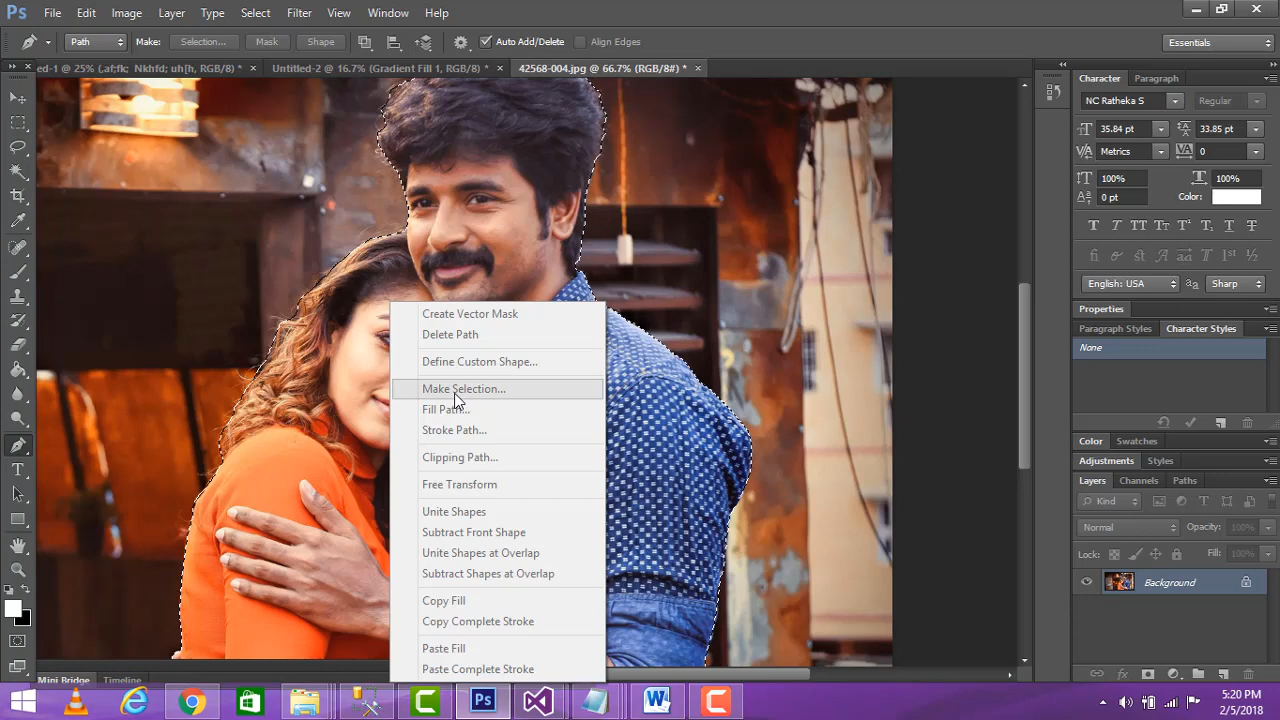 Ps File Edit Image Layer Type Select Filter View Window Help
Path Make: Selection... Mask Shape Auto Add/Delete Align Edges Essentials
ed-1 @ 25% (,af;fk; Nkhfd; uh[h, RGB/8) * × Untitled-2 @ 16.7% (Gradient Fill 1, RGB/8) * × 42568-004.jpg @ 66.7% (RGB/8#) * ×
Character Paragraph
NC Ratheka S Regular
35.84 pt 33.85 pt
Metrics 0
100% 100%
0 pt Color:
English: USA Sharp
Properties
Paragraph Styles Character Styles
None
Color Swatches
Adjustments Styles
Layers Channels Paths
Kind
Normal Opacity: 100%
Lock: Fill: 100%
Background
Create Vector Mask
Delete Path
Define Custom Shape...
Make Selection...
Fill Path...
Stroke Path...
Clipping Path...
Free Transform
Unite Shapes
Subtract Front Shape
Unite Shapes at Overlap
Subtract Shapes at Overlap
Copy Fill
Copy Complete Stroke
Paste Fill
Paste Complete Stroke
Mini Bridge Timeline
Ps
5:20 PM
2/5/2018